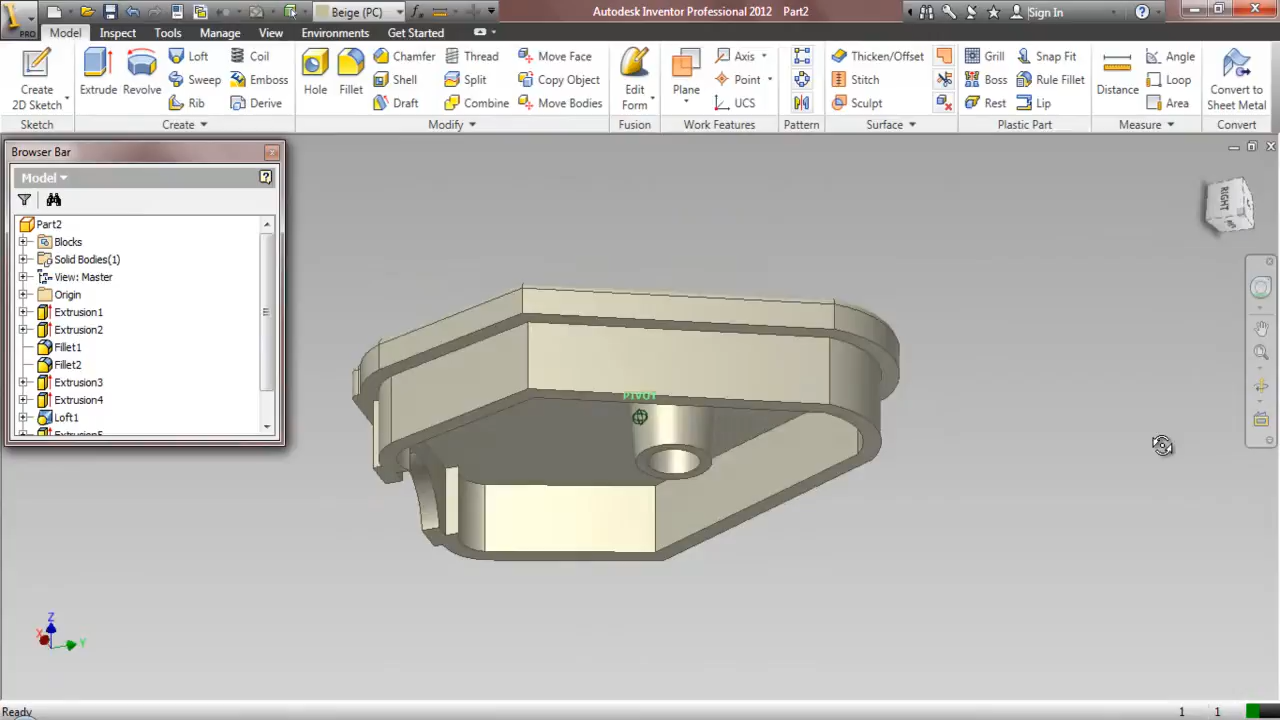 Beige (PC)
Autodesk Inventor Professional 2012 Part2
Sign In
PRO
Model Inspect Tools Manage View Environments Get Started
Create 2D Sketch
Extrude
Revolve
Loft
Sweep
Rib
Coil
Emboss
Derive
Hole
Fillet
Chamfer
Shell
Draft
Thread
Split
Combine
Move Face
Copy Object
Move Bodies
Edit Form
Plane
Axis
Point
UCS
Thicken/Offset
Stitch
Sculpt
Grill
Boss
Rest
Snap Fit
Rule Fillet
Lip
Distance
Angle
Loop
Area
Convert to Sheet Metal
Sketch Create Modify Fusion Work Features Pattern Surface Plastic Part Measure Convert
Browser Bar
Model
Part2
Blocks
Solid Bodies(1)
View: Master
Origin
Extrusion1
Extrusion2
Fillet1
Fillet2
Extrusion3
Extrusion4
Loft1
Extrusion5
RIGHT
PIVOT
Z
X
Y
Ready
1 1